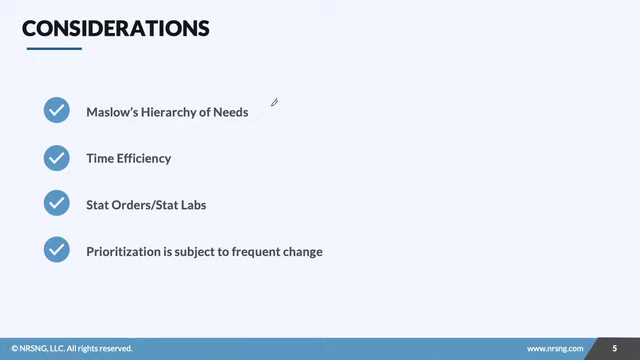 CONSIDERATIONS
Maslow's Hierarchy of Needs
Time Efficiency
Stat Orders/Stat Labs
Prioritization is subject to frequent change
© NRSNG, LLC. All rights reserved. www.nrsng.com 5